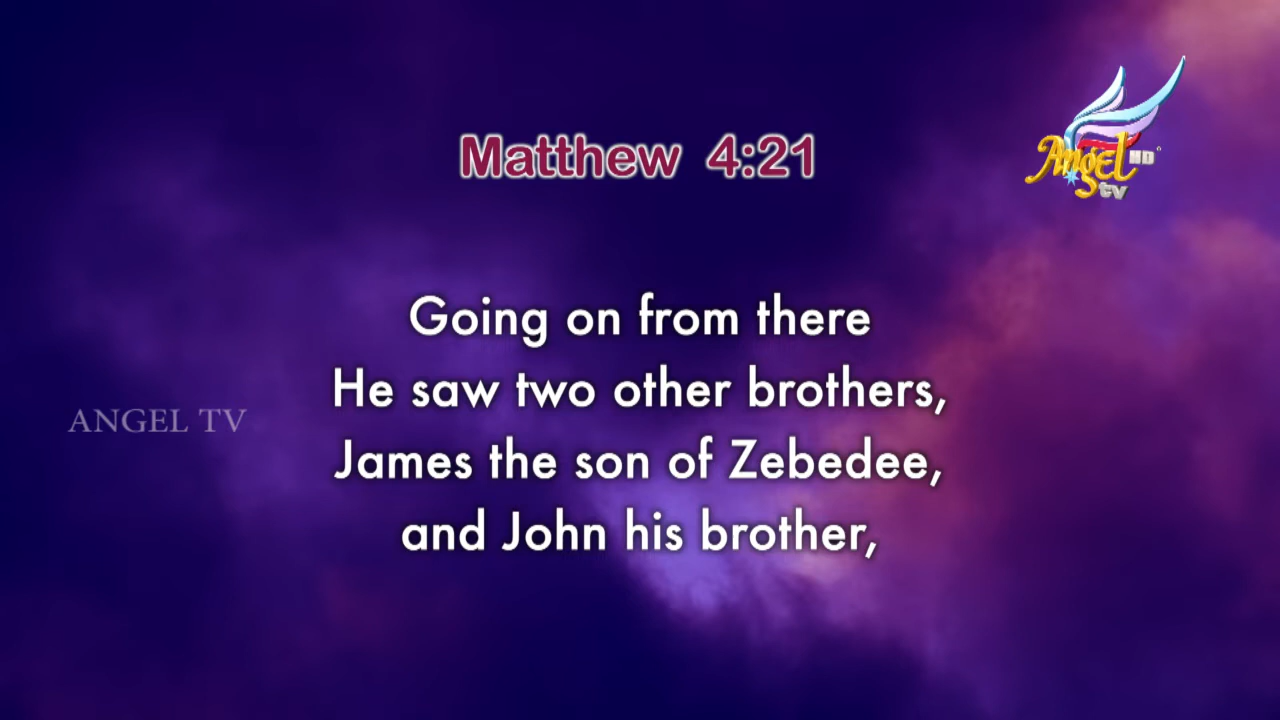 Matthew 4:21
Angel HD
tv
Going on from there
He saw two other brothers,
ANGEL TV
James the son of Zebedee,
and John his brother,